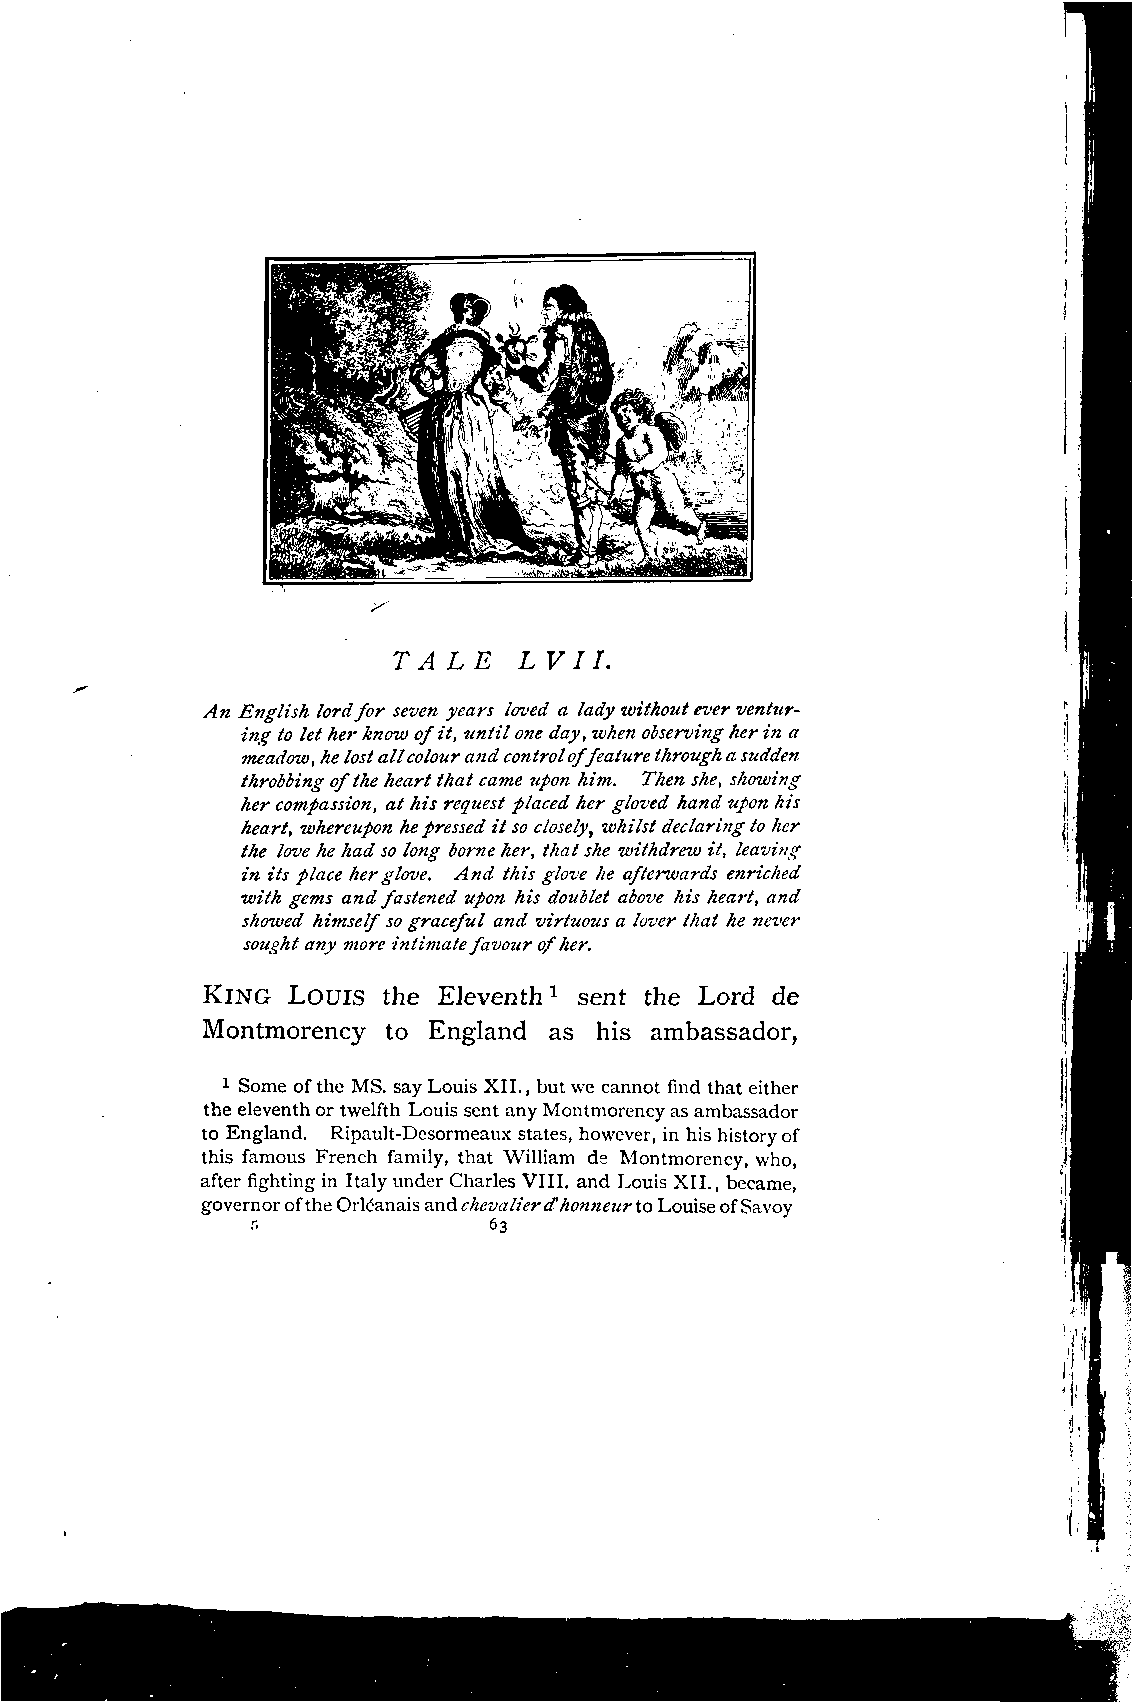 TALE LVII.
An English lord for seven years loved a lady without ever ventur-
ing to let her know of it, until one day, when observing her in a
meadow, he lost all colour and control of feature through a sudden
throbbing of the heart that came upon him. Then she, showing
her compassion, at his request placed her gloved hand upon his
heart, whereupon he pressed it so closely, whilst declaring to her
the love he had so long borne her, that she withdrew it, leaving
in its place her glove. And this glove he afterwards enriched
with gems and fastened upon his doublet above his heart, and
showed himself so graceful and virtuous a lover that he never
sought any more intimate favour of her.
KING LOUIS the Eleventh 1 sent the Lord de
Montmorency to England as his ambassador,
1 Some of the MS. say Louis XII., but we cannot find that either
the eleventh or twelfth Louis sent any Montmorency as ambassador
to England. Ripault-Desormeaux states, however, in his history of
this famous French family, that William de Montmorency, who,
after fighting in Italy under Charles VIII. and Louis XII., became,
governor of the Orléanais and chevalier d'honneur to Louise of Savoy
5 63